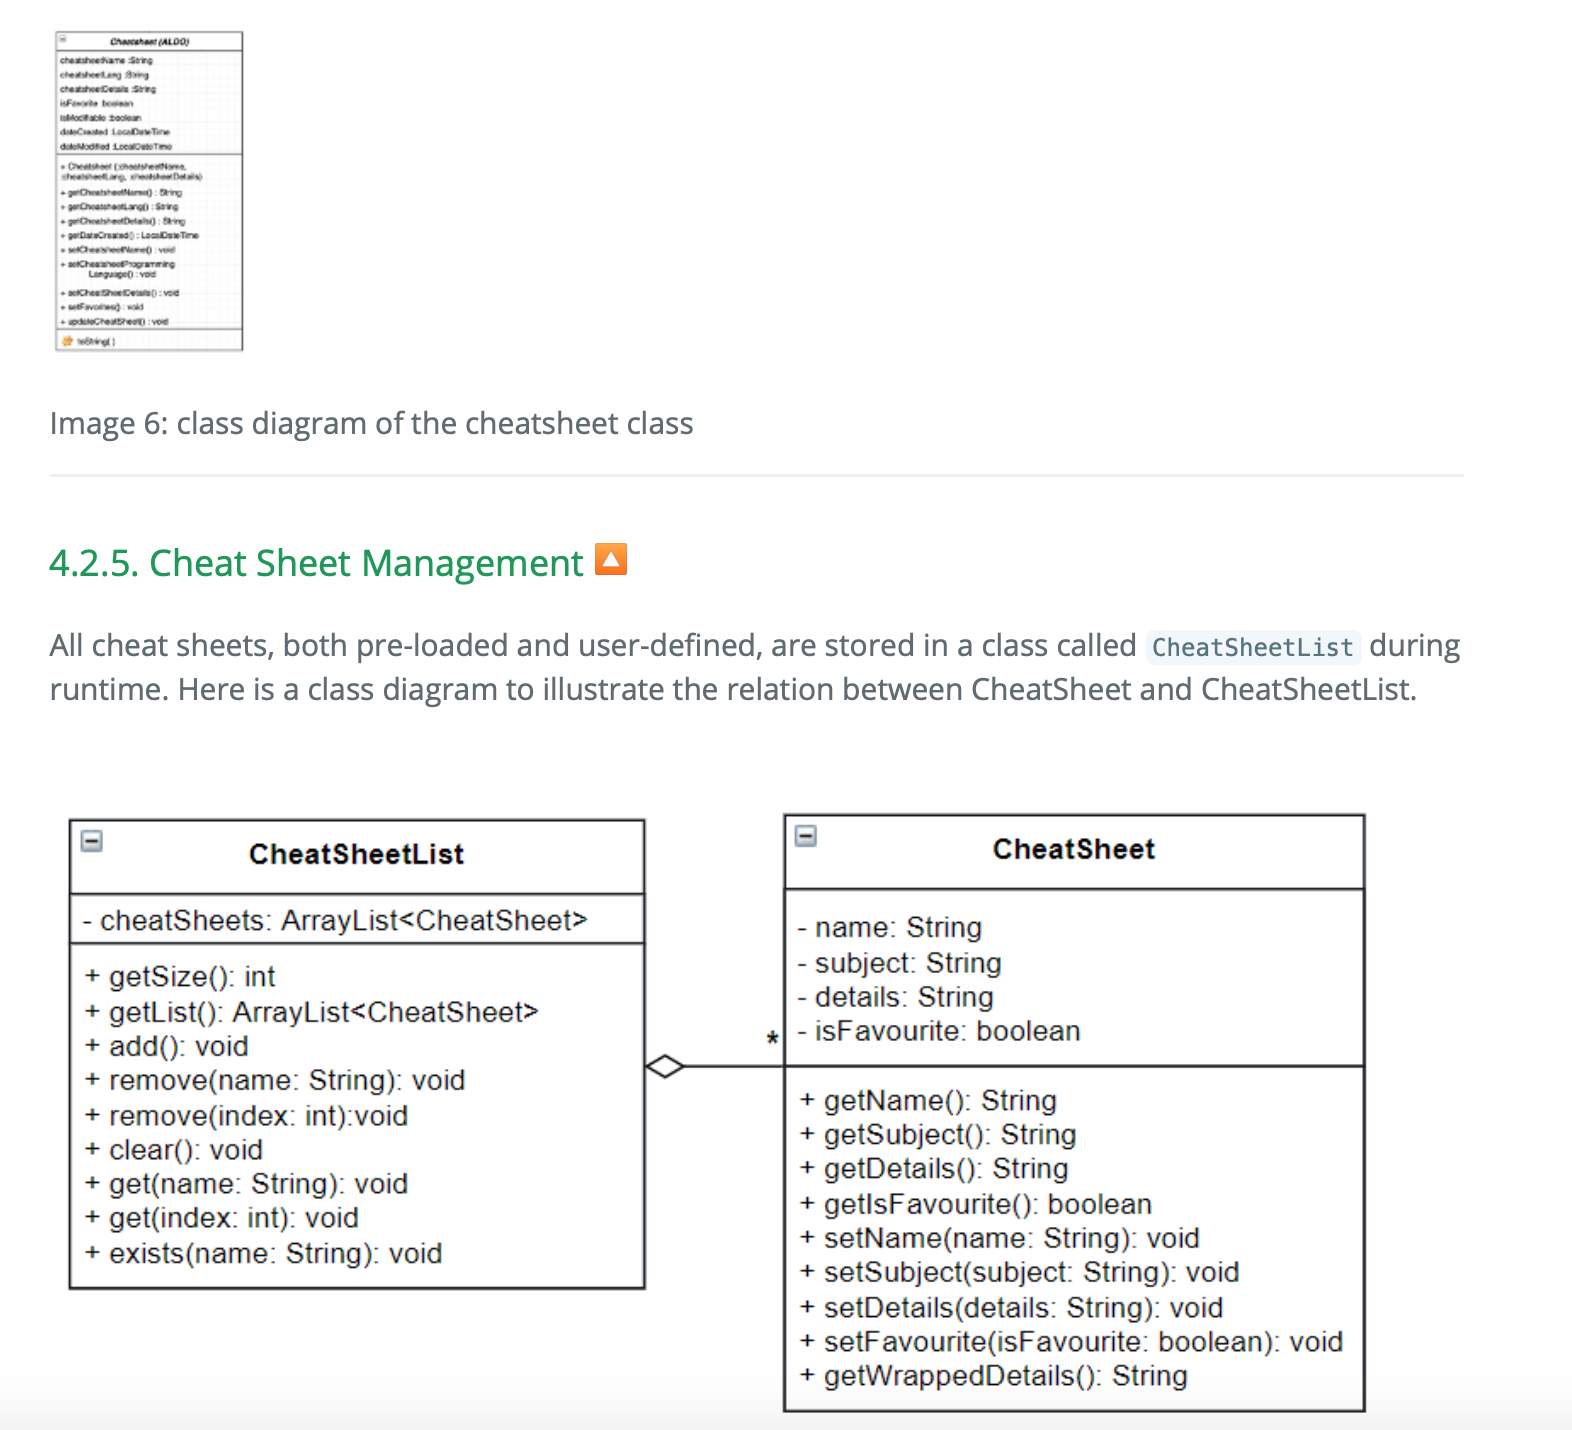 Cheatsheet (ALDO)
cheatsheetName :String
cheatsheetLang :String
cheatsheetDetails :String
isFavorite :boolean
isModifiable :boolean
dateCreated :LocalDateTime
dateModified :LocalDateTime
+ Cheatsheet (:cheatsheetName,
:cheatsheetLang, :cheatsheetDetails)
+ getCheatsheetName() : String
+ getCheatsheetLang() : String
+ getCheatsheetDetails() : String
+ getDateCreated() : LocalDateTime
+ setCheatsheetName() : void
+ setCheatsheetProgramming
Language() : void
+ setCheatSheetDetails() : void
+ setFavorites() : void
+ updateCheatSheet() : void
toString( )
Image 6: class diagram of the cheatsheet class
4.2.5. Cheat Sheet Management
All cheat sheets, both pre-loaded and user-defined, are stored in a class called CheatSheetList during
runtime. Here is a class diagram to illustrate the relation between CheatSheet and CheatSheetList.
CheatSheetList
- cheatSheets: ArrayList<CheatSheet>
+ getSize(): int
+ getList(): ArrayList<CheatSheet>
+ add(): void
+ remove(name: String): void
+ remove(index: int):void
+ clear(): void
+ get(name: String): void
+ get(index: int): void
+ exists(name: String): void
*
CheatSheet
- name: String
- subject: String
- details: String
- isFavourite: boolean
+ getName(): String
+ getSubject(): String
+ getDetails(): String
+ getIsFavourite(): boolean
+ setName(name: String): void
+ setSubject(subject: String): void
+ setDetails(details: String): void
+ setFavourite(isFavourite: boolean): void
+ getWrappedDetails(): String